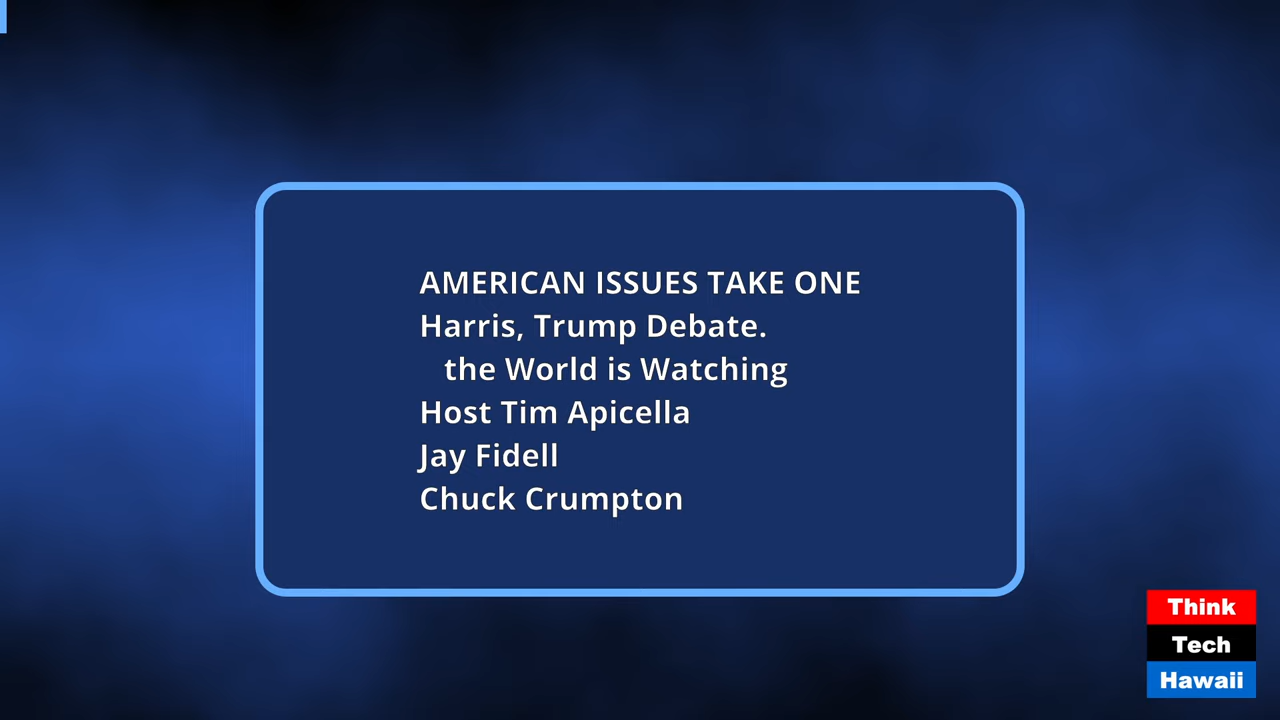 AMERICAN ISSUES TAKE ONE
Harris, Trump Debate.
the World is Watching
Host Tim Apicella
Jay Fidell
Chuck Crumpton
Think
Tech
Hawaii